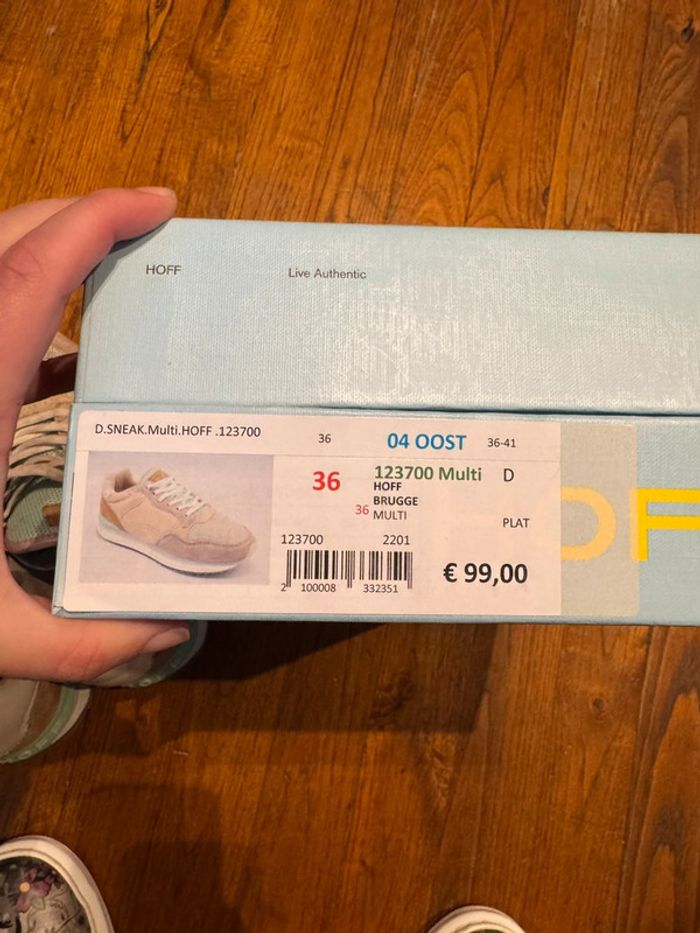 HOFF Live Authentic
D.SNEAK.Multi.HOFF .123700 36 04 OOST 36-41
36 123700 Multi D
HOFF
BRUGGE
36 MULTI PLAT
123700 2201
€ 99,00
2 100008 332351
OF